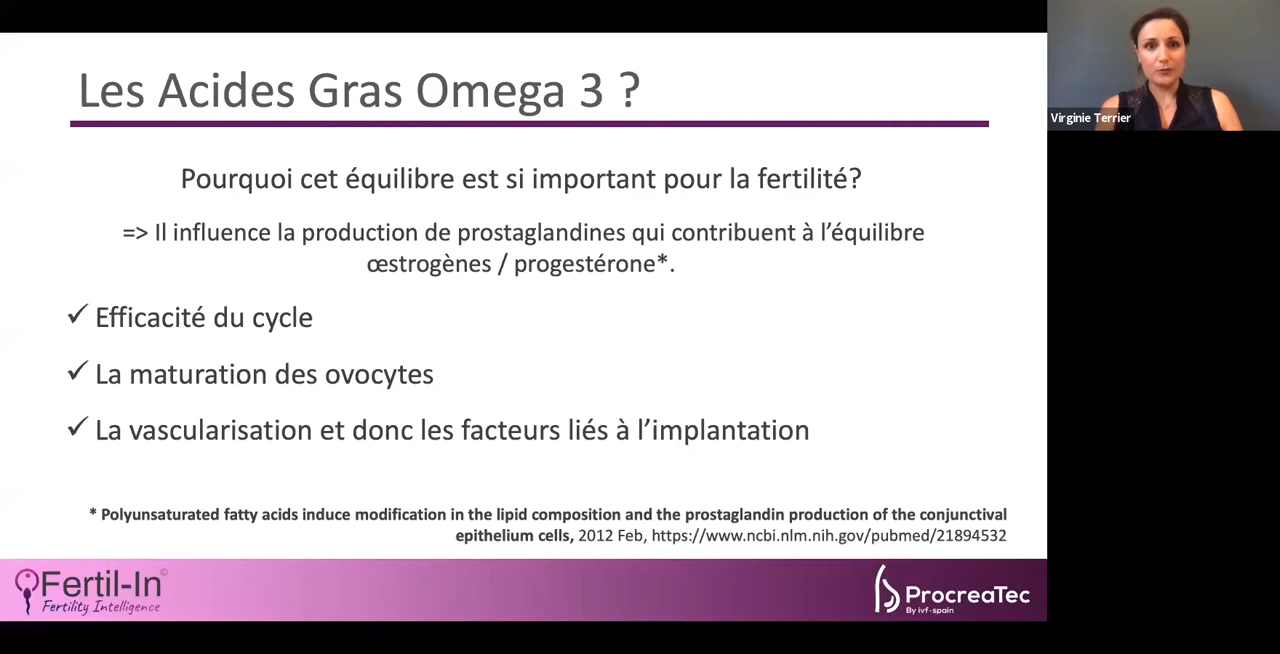 Les Acides Gras Omega 3 ?
Virginie Terrier
Pourquoi cet équilibre est si important pour la fertilité?
=> Il influence la production de prostaglandines qui contribuent à l’équilibre
œstrogènes / progestérone*.
✓ Efficacité du cycle
✓ La maturation des ovocytes
✓ La vascularisation et donc les facteurs liés à l’implantation
* Polyunsaturated fatty acids induce modification in the lipid composition and the prostaglandin production of the conjunctival
epithelium cells, 2012 Feb, https://www.ncbi.nlm.nih.gov/pubmed/21894532
Fertil-In©
Fertility Intelligence
ProcreaTec
By ivf-spain